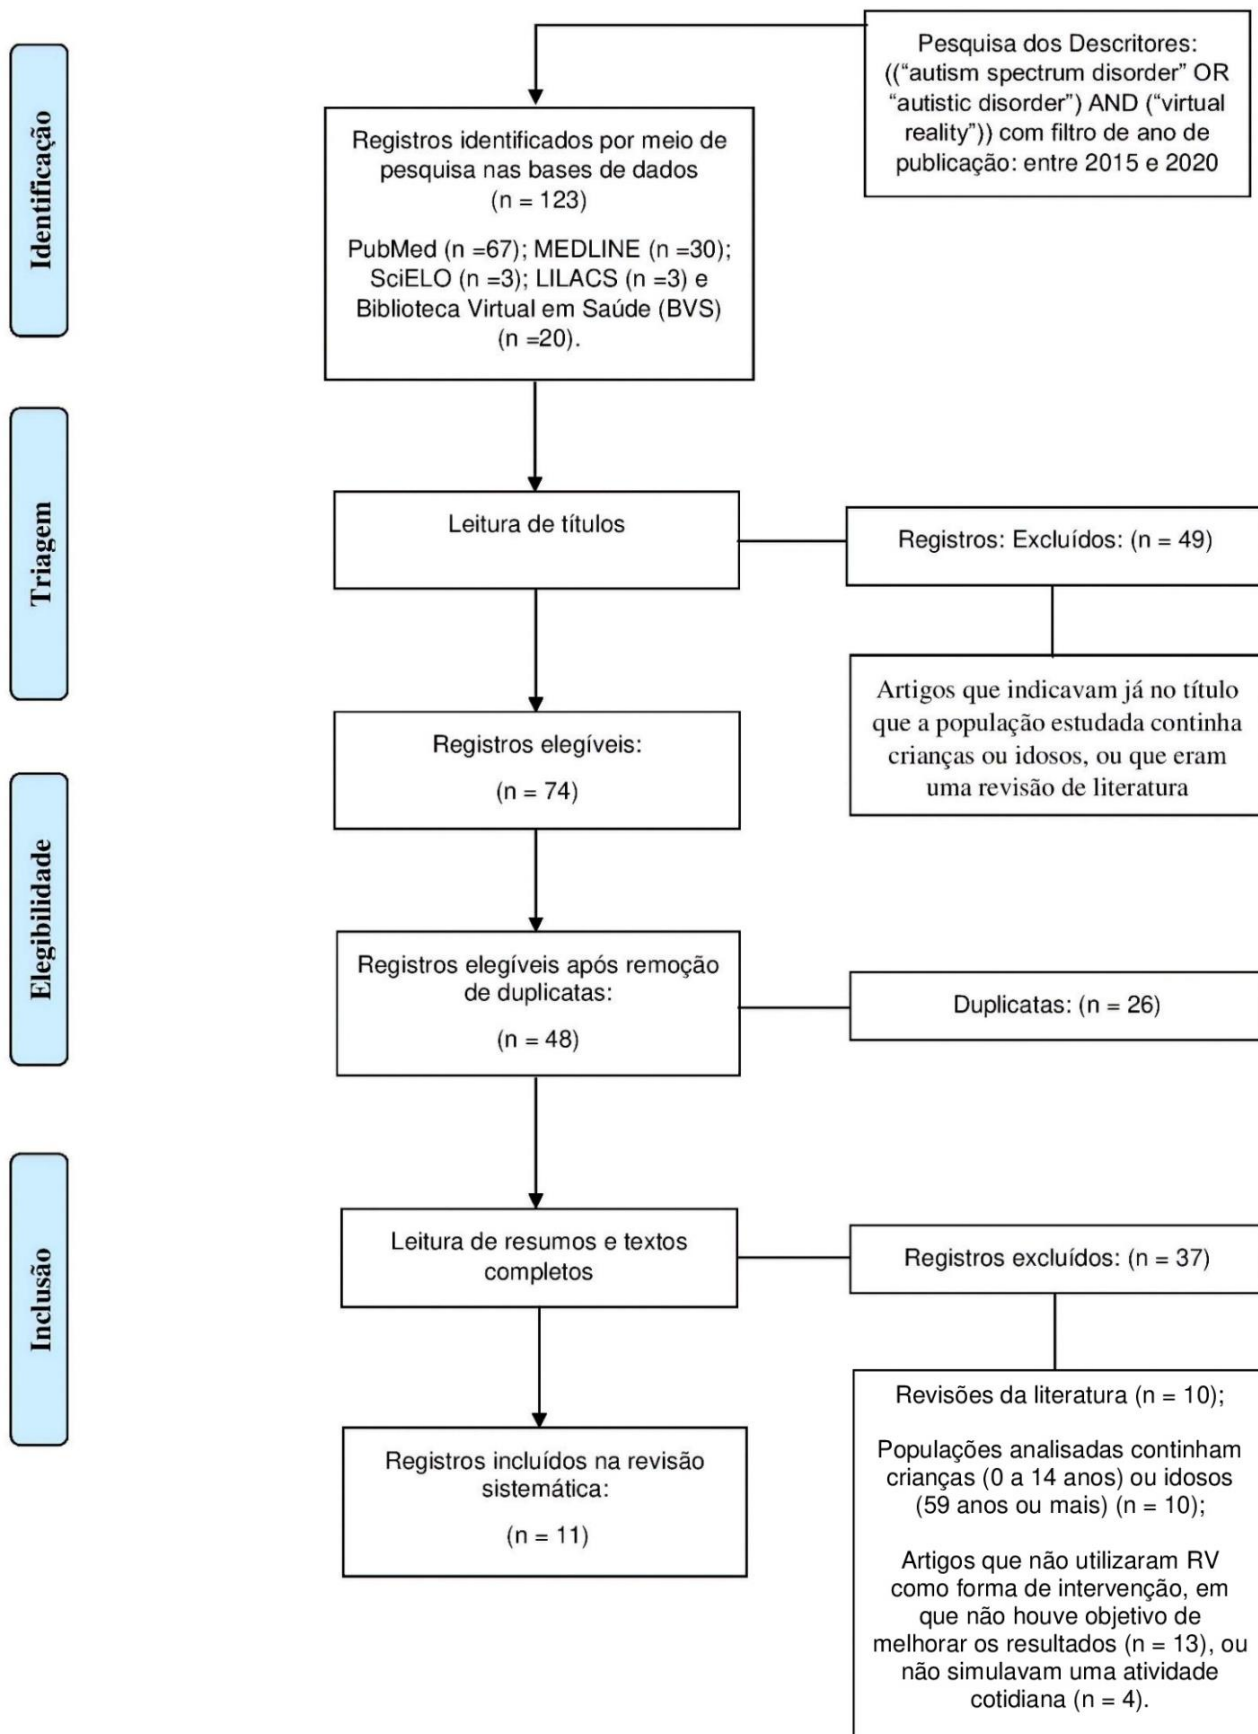 Identificação
Pesquisa dos Descritores:
((“autism spectrum disorder” OR
“autistic disorder”) AND (“virtual
reality”)) com filtro de ano de
publicação: entre 2015 e 2020
Registros identificados por meio de
pesquisa nas bases de dados
(n = 123)
PubMed (n =67); MEDLINE (n =30);
SciELO (n =3); LILACS (n =3) e
Biblioteca Virtual em Saúde (BVS)
(n =20).
Triagem
Leitura de títulos
Registros: Excluídos: (n = 49)
Artigos que indicavam já no título
que a população estudada continha
crianças ou idosos, ou que eram
uma revisão de literatura
Registros elegíveis:
(n = 74)
Elegibilidade
Registros elegíveis após remoção
de duplicatas:
(n = 48)
Duplicatas: (n = 26)
Inclusão
Leitura de resumos e textos
completos
Registros excluídos: (n = 37)
Revisões da literatura (n = 10);
Populações analisadas continham
crianças (0 a 14 anos) ou idosos
(59 anos ou mais) (n = 10);
Artigos que não utilizaram RV
como forma de intervenção, em
que não houve objetivo de
melhorar os resultados (n = 13), ou
não simulavam uma atividade
cotidiana (n = 4).
Registros incluídos na revisão
sistemática:
(n = 11)